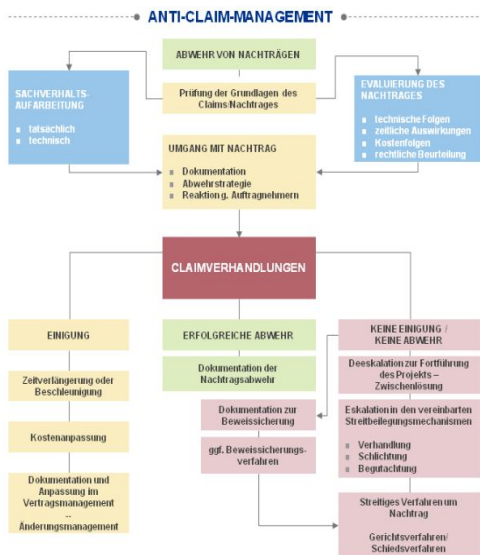 ANTI-CLAIM-MANAGEMENT
ABWEHR VON NACHTRÄGEN
Prüfung der Grundlagen des
Claims/Nachtrages
SACHVERHALTS-
AUFARBEITUNG
tatsächlich
technisch
EVALUIERUNG DES
NACHTRAGES
technische Folgen
zeitliche Auswirkungen
Kostenfolgen
rechtliche Beurteilung
UMGANG MIT NACHTRAG
Dokumentation
Abwehrstrategie
Reaktion g. Auftragnehmern
CLAIMVERHANDLUNGEN
EINIGUNG
Zeitverlängerung oder
Beschleunigung
Kostenanpassung
Dokumentation und
Anpassung im
Vertragsmanagement
...
Änderungsmanagement
ERFOLGREICHE ABWEHR
Dokumentation der
Nachtragsabwehr
KEINE EINIGUNG /
KEINE ABWEHR
Deeskalation zur Fortführung
des Projekts –
Zwischenlösung
Dokumentation zur
Beweissicherung
ggf. Beweissicherungs-
verfahren
Eskalation in den vereinbarten
Streitbeilegungsmechanismen
Verhandlung
Schlichtung
Begutachtung
Streitiges Verfahren um
Nachtrag
Gerichtsverfahren/
Schiedsverfahren